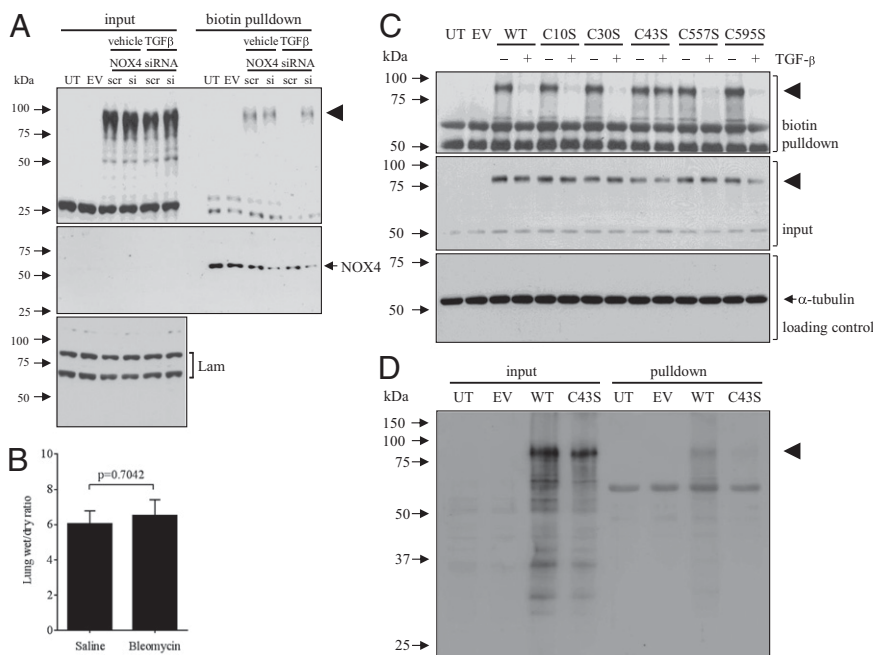 A
input
biotin pulldown
vehicle TGFβ
vehicle TGFβ
NOX4 siRNA
NOX4 siRNA
kDa
UT EV scr si scr si
UT EV scr si scr si
100
75
50
25
75
50
25
NOX4
100
75
50
Lam
B
p=0.7042
Lung wet/dry ratio
10
8
6
4
2
0
Saline
Bleomycin
C
UT EV WT C10S C30S C43S C557S C595S
kDa
– + – + – + – + – + – + TGF-β
100
75
50
biotin
pulldown
100
75
50
input
75
50
α-tubulin
loading control
D
input
pulldown
kDa
UT EV WT C43S
UT EV WT C43S
150
100
75
50
37
25